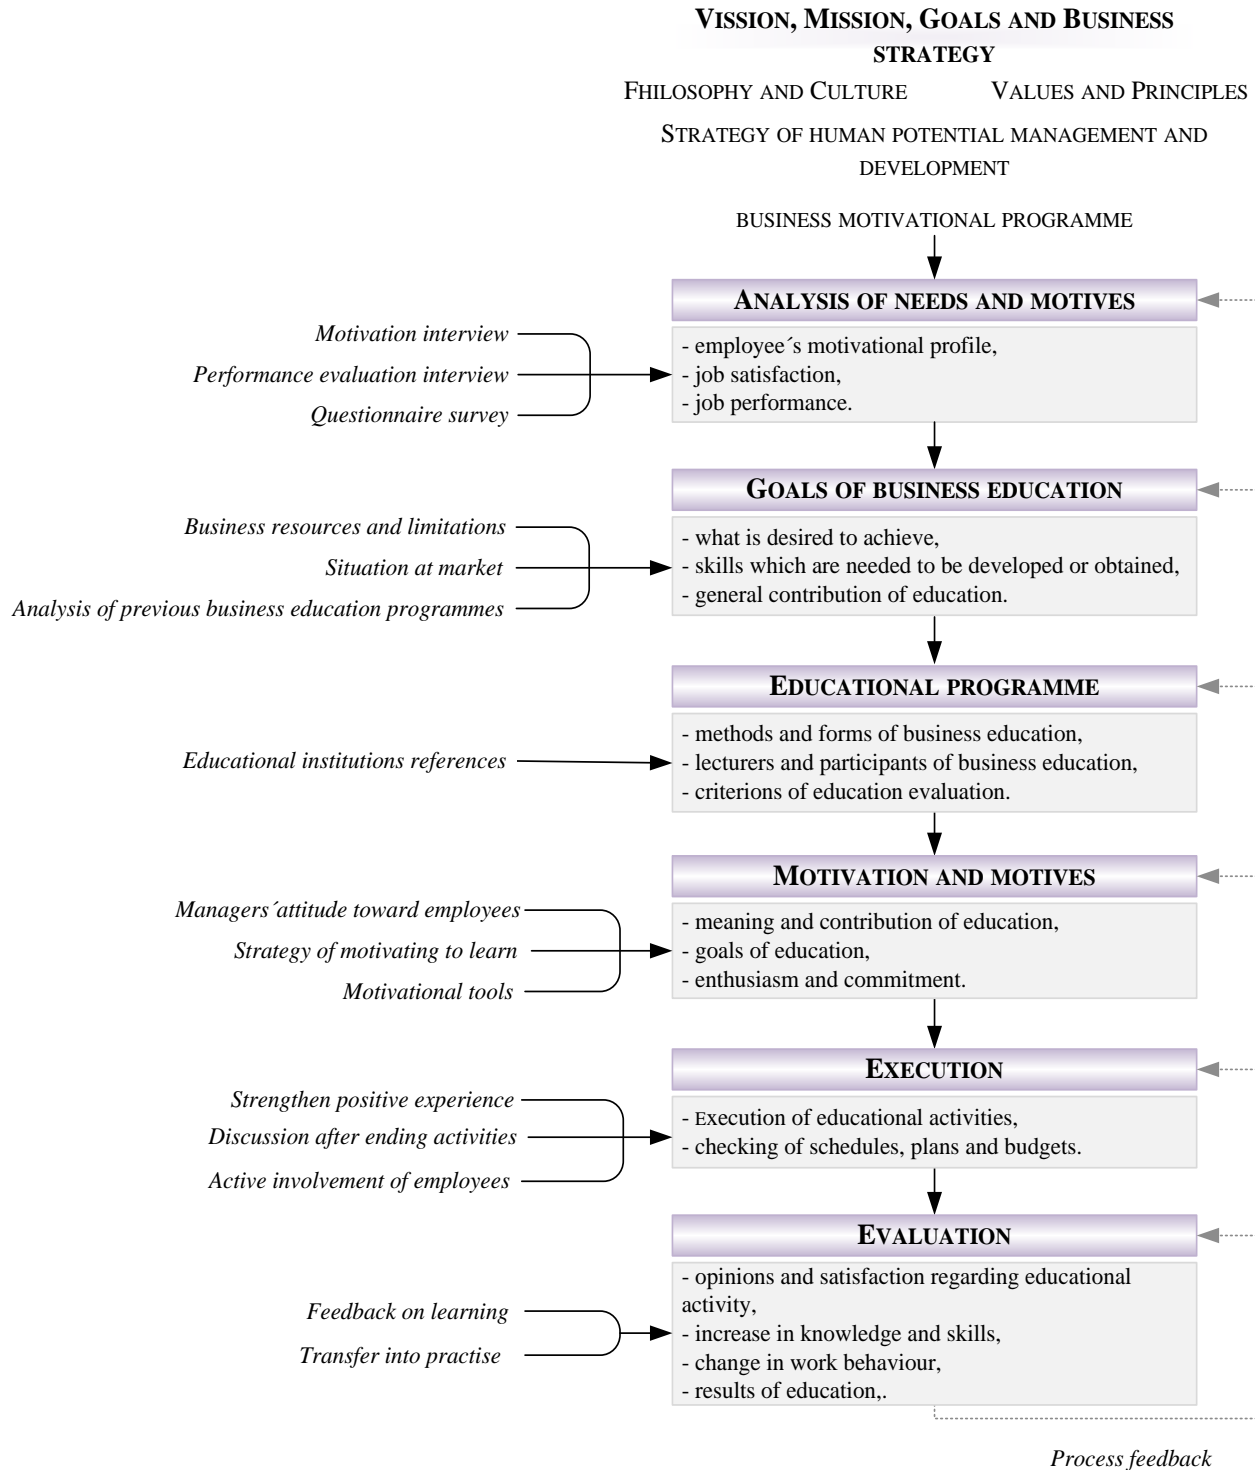 VISSION, MISSION, GOALS AND BUSINESS
STRATEGY
FHILOSOPHY AND CULTURE VALUES AND PRINCIPLES
STRATEGY OF HUMAN POTENTIAL MANAGEMENT AND
DEVELOPMENT
BUSINESS MOTIVATIONAL PROGRAMME
ANALYSIS OF NEEDS AND MOTIVES
Motivation interview
Performance evaluation interview
Questionnaire survey
- employee´s motivational profile,
- job satisfaction,
- job performance.
GOALS OF BUSINESS EDUCATION
Business resources and limitations
Situation at market
Analysis of previous business education programmes
- what is desired to achieve,
- skills which are needed to be developed or obtained,
- general contribution of education.
EDUCATIONAL PROGRAMME
Educational institutions references
- methods and forms of business education,
- lecturers and participants of business education,
- criterions of education evaluation.
MOTIVATION AND MOTIVES
Managers´attitude toward employees
Strategy of motivating to learn
Motivational tools
- meaning and contribution of education,
- goals of education,
- enthusiasm and commitment.
EXECUTION
Strengthen positive experience
Discussion after ending activities
Active involvement of employees
- Execution of educational activities,
- checking of schedules, plans and budgets.
EVALUATION
Feedback on learning
Transfer into practise
- opinions and satisfaction regarding educational
activity,
- increase in knowledge and skills,
- change in work behaviour,
- results of education,.
Process feedback